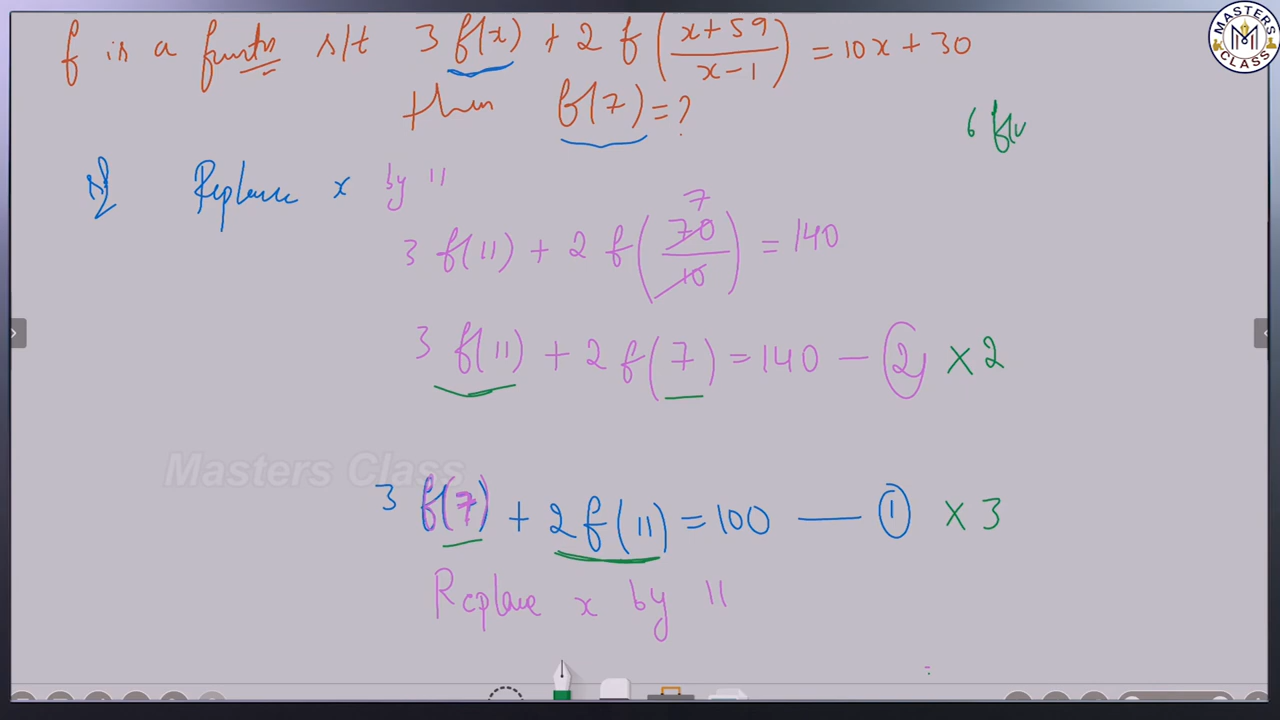 f is a functn s/t 3 f(x) + 2 f((x+59)/(x-1)) = 10x + 30
then f(7) = ?
6 f(
Replace x by 11
3 f(11) + 2 f(70/10) = 140
7
3 f(11) + 2 f(7) = 140 — ② × 2
Masters Class
3 f(7) + 2 f(11) = 100 — ① × 3
Replace x by 11
MASTERS
CLASS